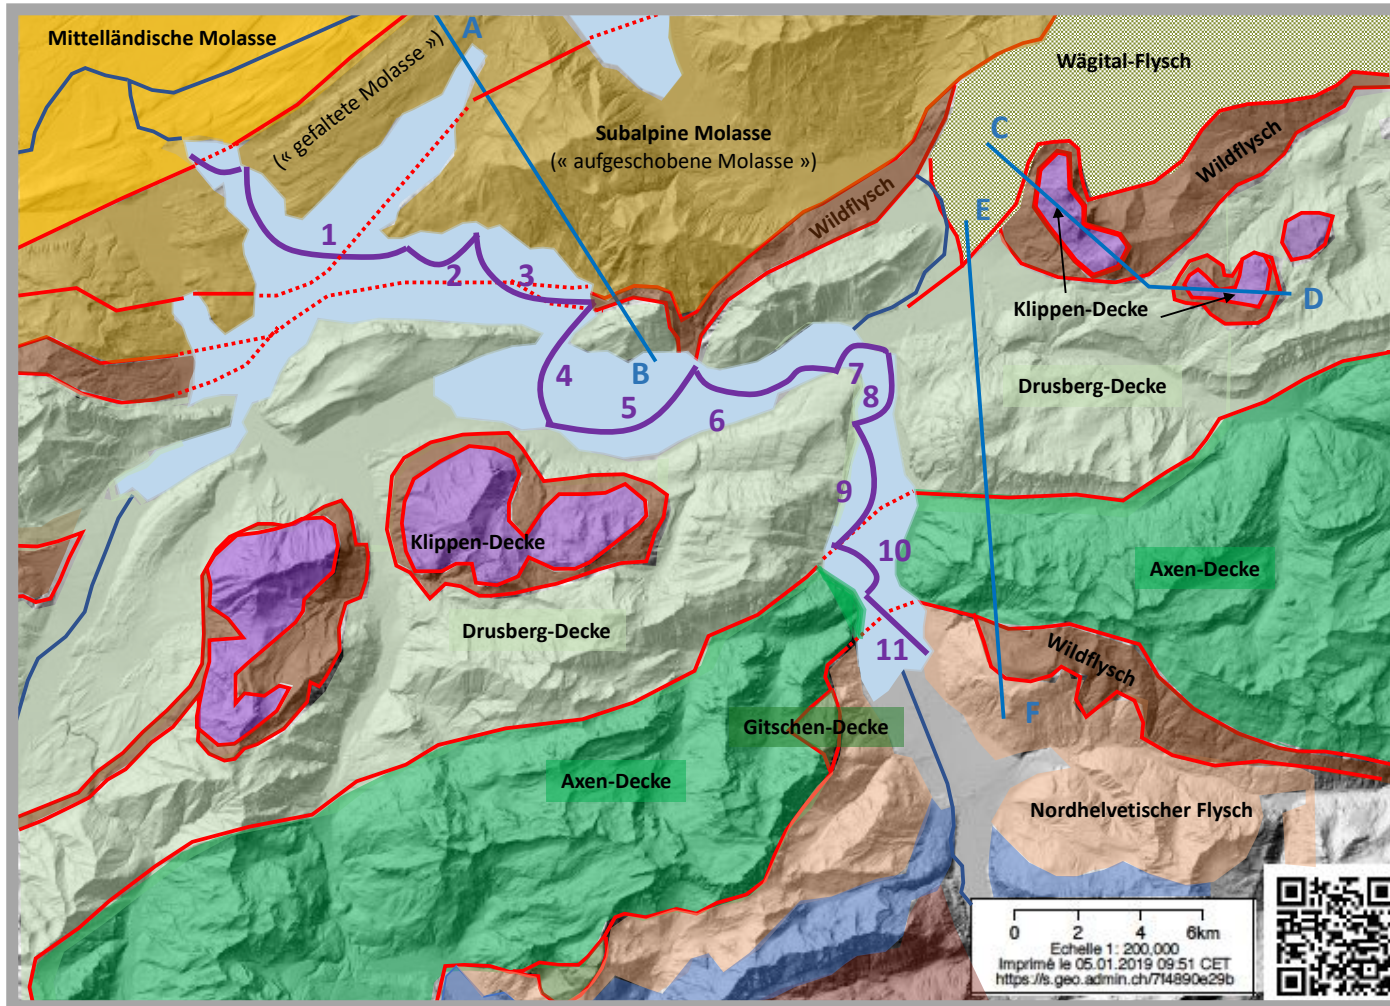 Mittelländische Molasse
A
(« gefaltete Molasse »)
Wägital-Flysch
Subalpine Molasse
(« aufgeschobene Molasse »)
C
Wildflysch
Wildflysch
E
1
2
3
Klippen-Decke
D
4
B
5
6
7
8
Drusberg-Decke
9
Klippen-Decke
10
Axen-Decke
Drusberg-Decke
11
Wildflysch
F
Gitschen-Decke
Axen-Decke
Nordhelvetischer Flysch
0 2 4 6km
Echelle 1: 200,000
Imprimé le 05.01.2019 09:51 CET
https://s.geo.admin.ch/7f4890e29b